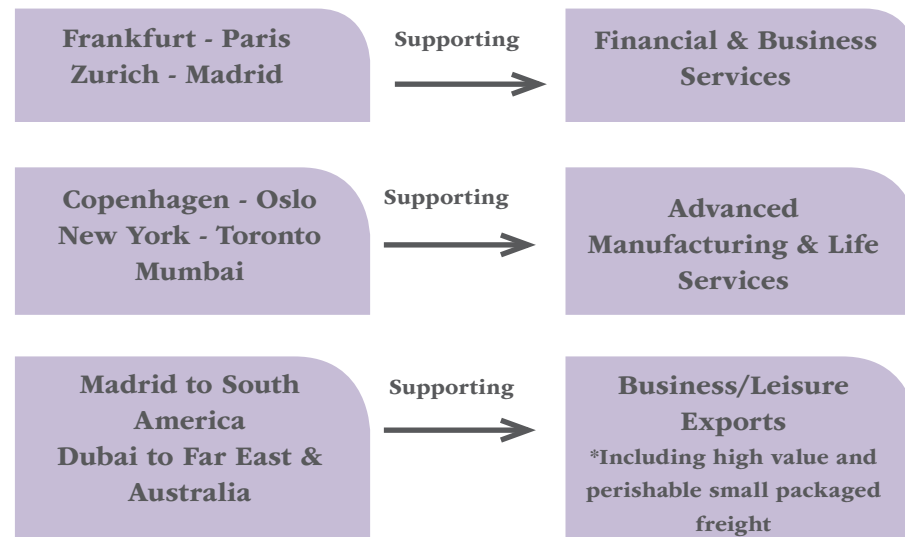 Frankfurt - Paris
Zurich - Madrid
Supporting
Financial & Business
Services
Copenhagen - Oslo
New York - Toronto
Mumbai
Supporting
Advanced
Manufacturing & Life
Services
Madrid to South
America
Dubai to Far East &
Australia
Supporting
Business/Leisure
Exports
*Including high value and
perishable small packaged
freight